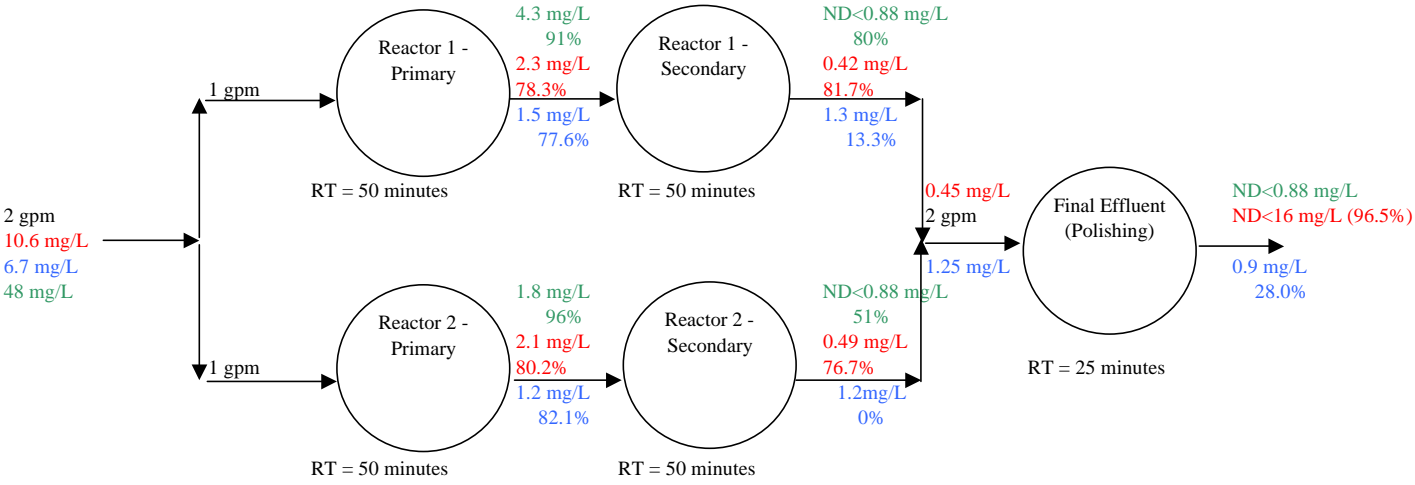 2 gpm
10.6 mg/L
6.7 mg/L
48 mg/L
1 gpm
Reactor 1 -
Primary
RT = 50 minutes
4.3 mg/L
91%
2.3 mg/L
78.3%
1.5 mg/L
77.6%
Reactor 1 -
Secondary
RT = 50 minutes
ND<0.88 mg/L
80%
0.42 mg/L
81.7%
1.3 mg/L
13.3%
1 gpm
Reactor 2 -
Primary
RT = 50 minutes
1.8 mg/L
96%
2.1 mg/L
80.2%
1.2 mg/L
82.1%
Reactor 2 -
Secondary
RT = 50 minutes
ND<0.88 mg/L
51%
0.49 mg/L
76.7%
1.2mg/L
0%
0.45 mg/L
2 gpm
1.25 mg/L
Final Effluent
(Polishing)
RT = 25 minutes
ND<0.88 mg/L
ND<16 mg/L (96.5%)
0.9 mg/L
28.0%